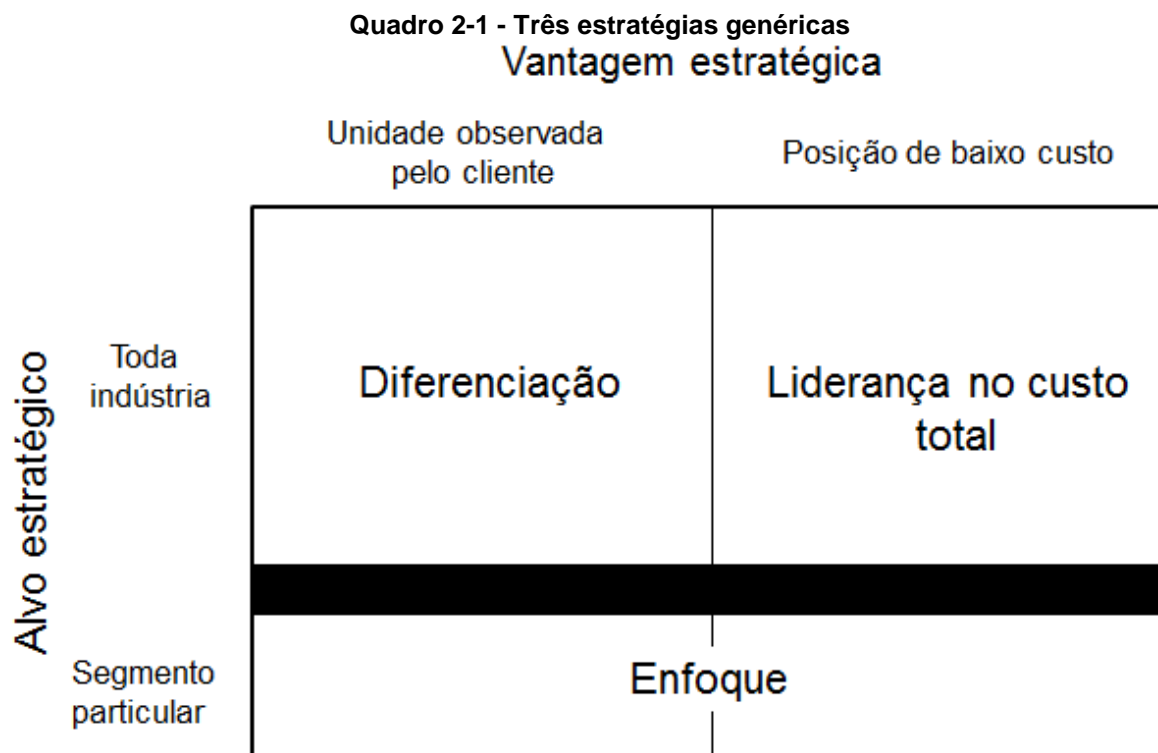 Quadro 2-1 - Três estratégias genéricas
Vantagem estratégica
Unidade observada
pelo cliente
Posição de baixo custo
Alvo estratégico
Toda
indústria
Diferenciação
Liderança no custo
total
Segmento
particular
Enfoque